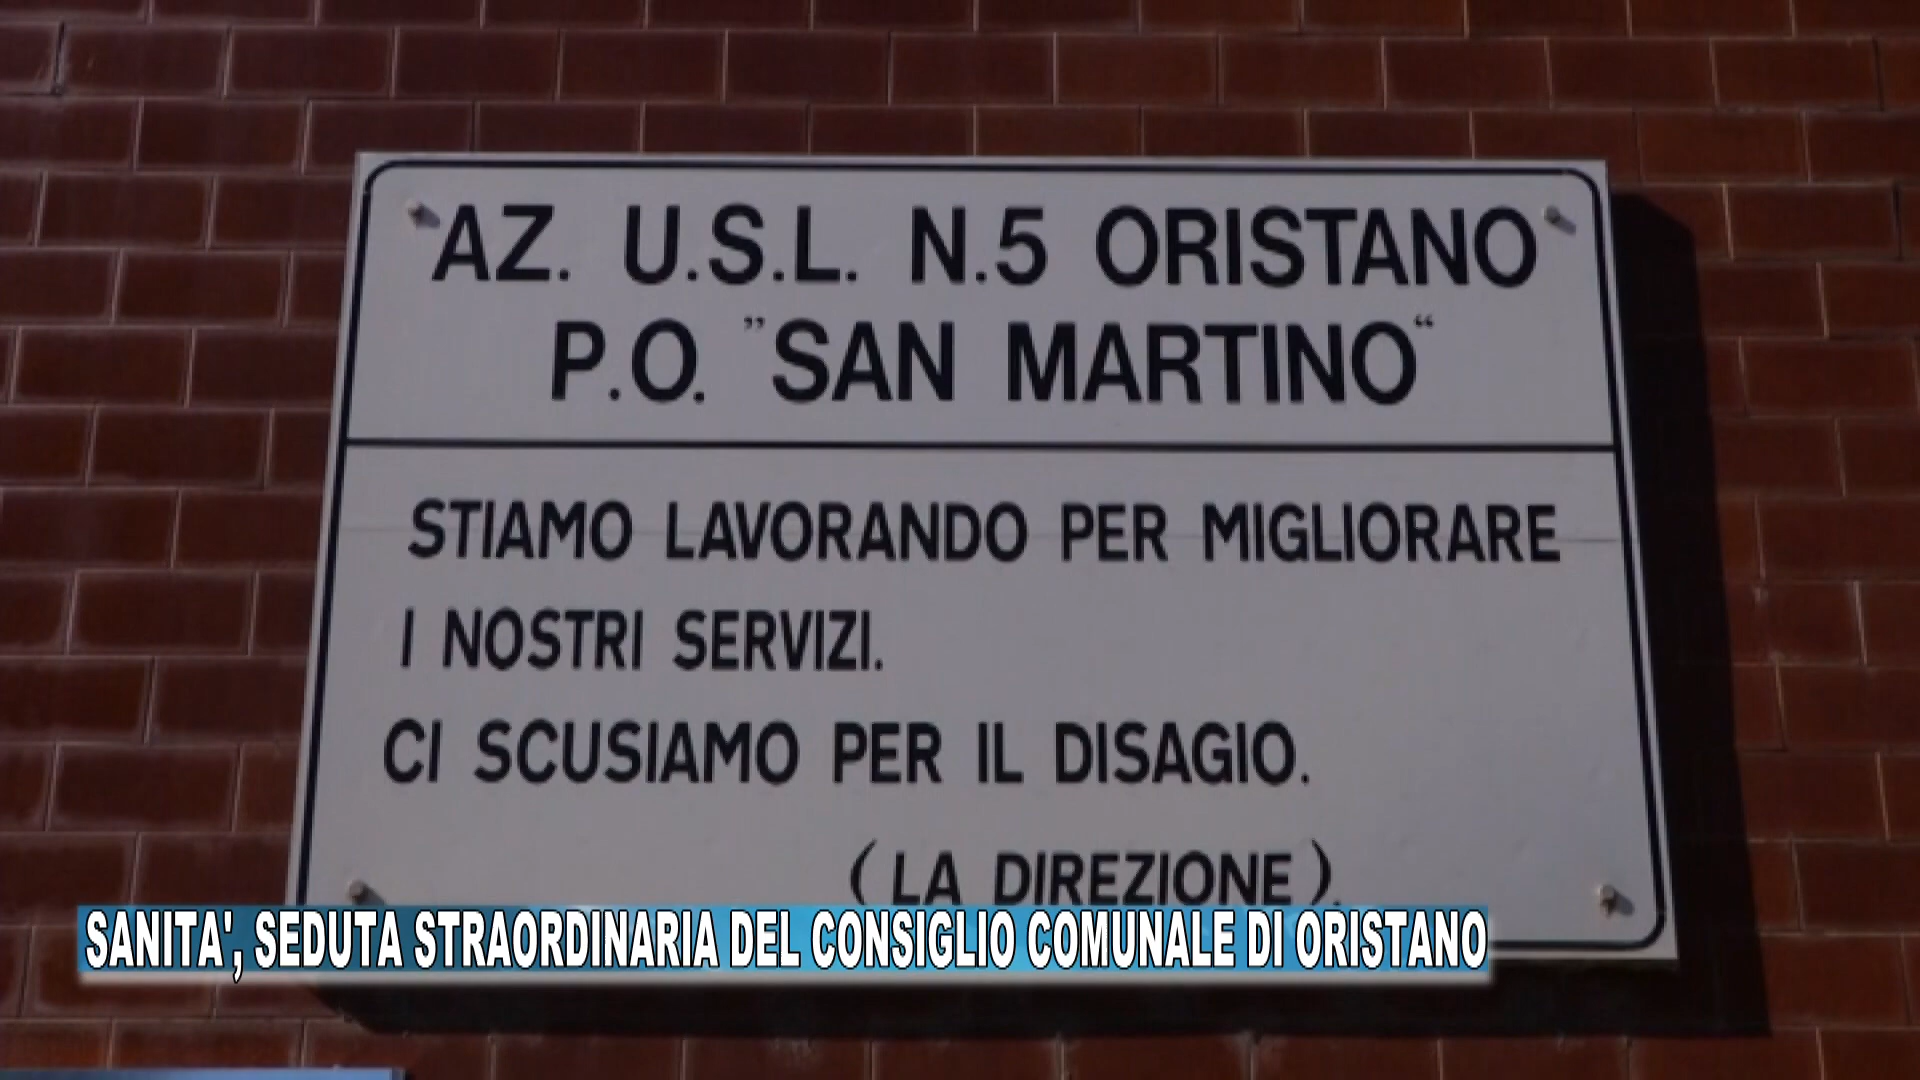 AZ. U.S.L. N.5 ORISTANO
P.O. ”SAN MARTINO“
STIAMO LAVORANDO PER MIGLIORARE
I NOSTRI SERVIZI.
CI SCUSIAMO PER IL DISAGIO.
(LA DIREZIONE).
SANITA', SEDUTA STRAORDINARIA DEL CONSIGLIO COMUNALE DI ORISTANO